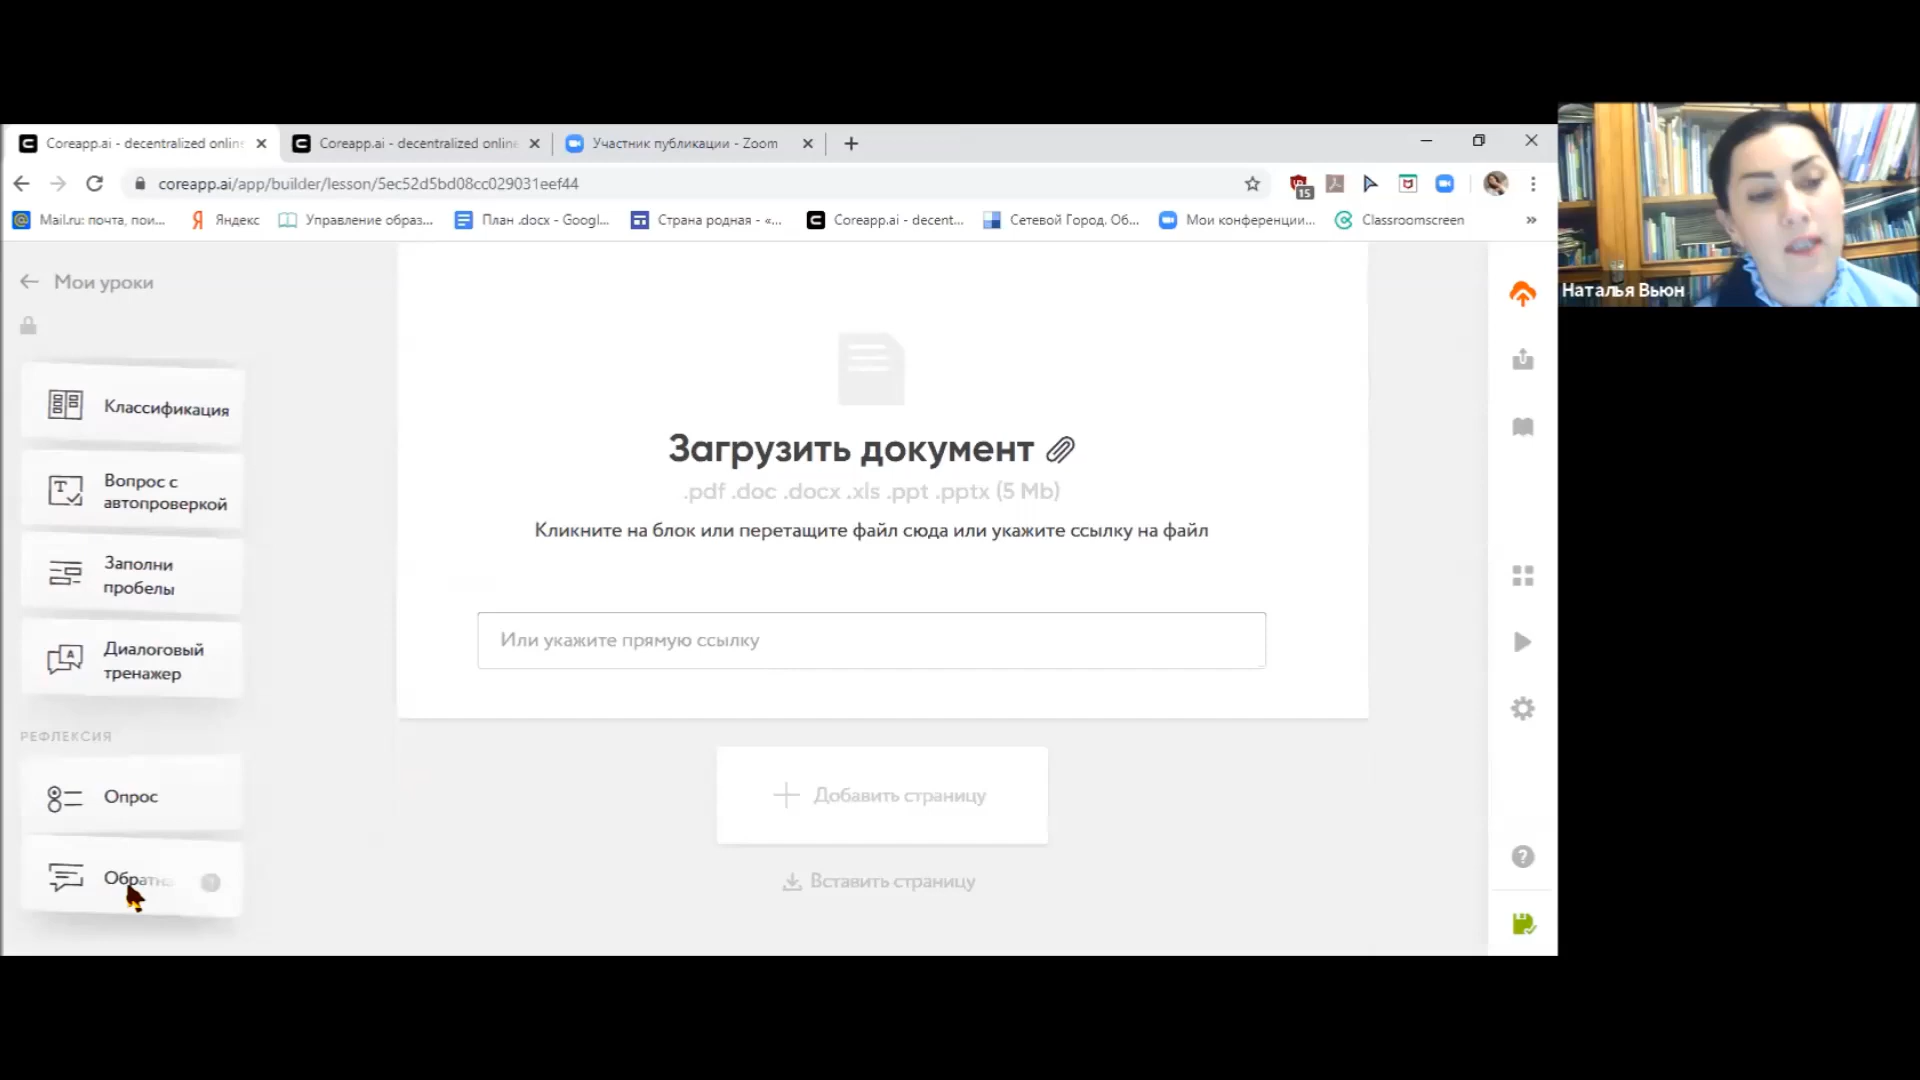 Coreapp.ai - decentralized onlin
Coreapp.ai - decentralized online
Участник публикации - Zoom
coreapp.ai/app/builder/lesson/5ec52d5bd08cc029031eef44
15
Mail.ru: почта, пои...
Яндекс
Управление образ...
План .docx - Googl...
Страна родная - «...
Coreapp.ai - decent...
Сетевой Город. Об...
Мои конференции...
Classroomscreen
»
Наталья Вьюн
Мои уроки
Классификация
Вопрос с
автопроверкой
Заполни
пробелы
Диалоговый
тренажер
РЕФЛЕКСИЯ
Опрос
Обратн
Загрузить документ
.pdf .doc .docx .xls .ppt .pptx (5 Mb)
Кликните на блок или перетащите файл сюда или укажите ссылку на файл
Или укажите прямую ссылку
Добавить страницу
Вставить страницу